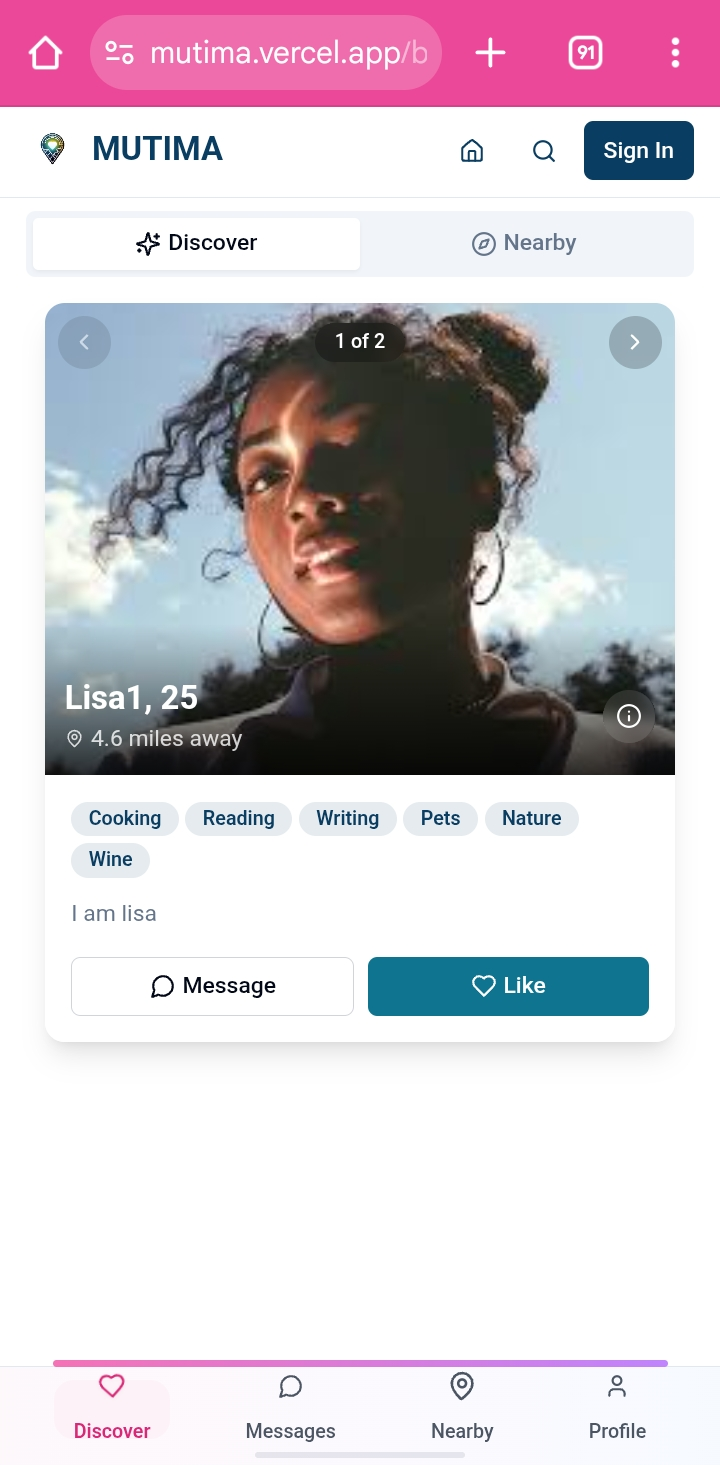 mutima.vercel.app/b
91
MUTIMA
Sign In
Discover
Nearby
1 of 2
Lisa1, 25
4.6 miles away
Cooking Reading Writing Pets Nature
Wine
I am lisa
Message
Like
Discover Messages Nearby Profile